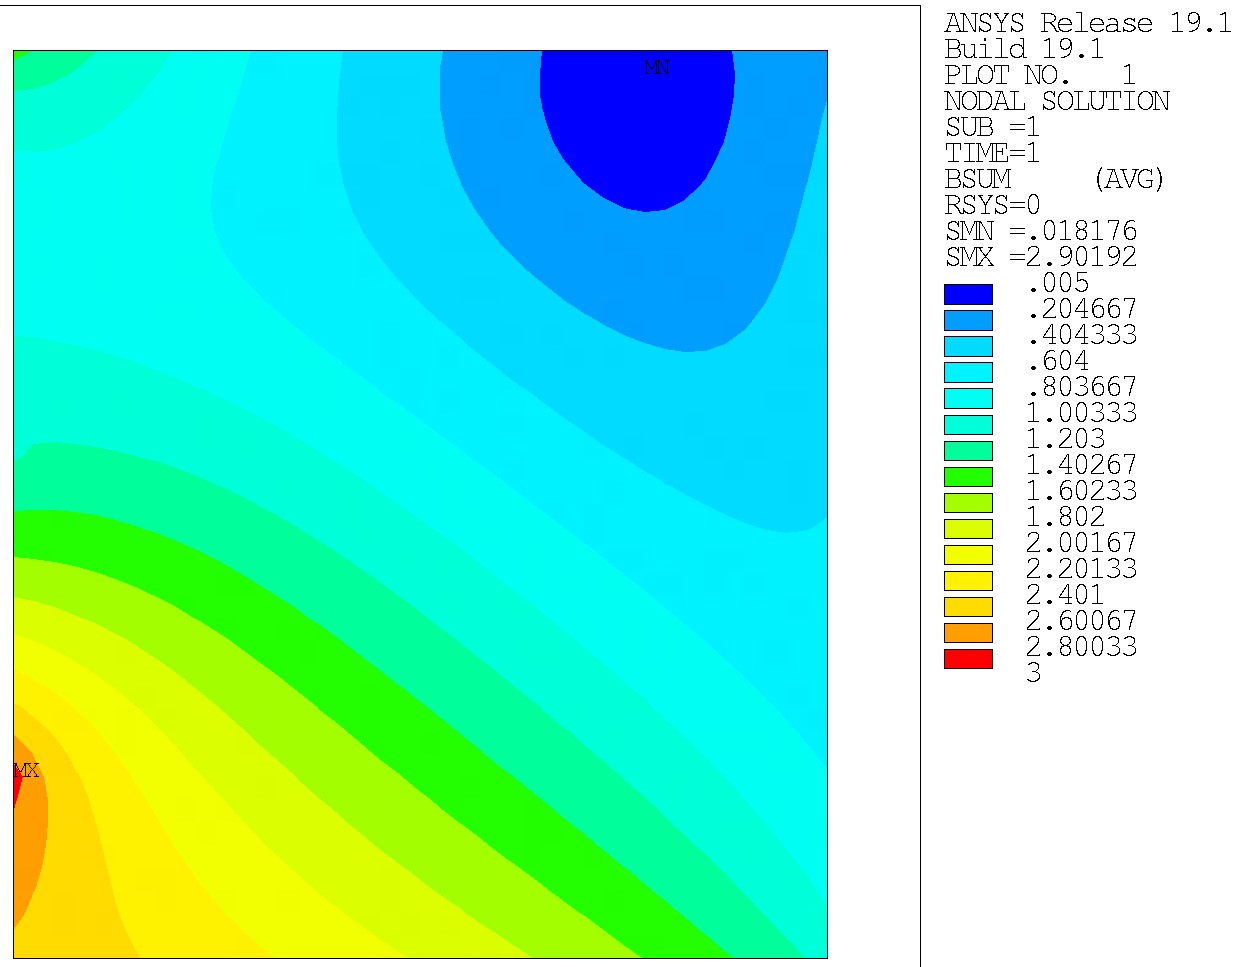 ANSYS Release 19.1
Build 19.1
PLOT NO.   1
NODAL SOLUTION
SUB =1
TIME=1
BSUM     (AVG)
RSYS=0
SMN =.018176
SMX =2.90192
.005
.204667
.404333
.604
.803667
1.00333
1.203
1.40267
1.60233
1.802
2.00167
2.20133
2.401
2.60067
2.80033
3
MN
MX